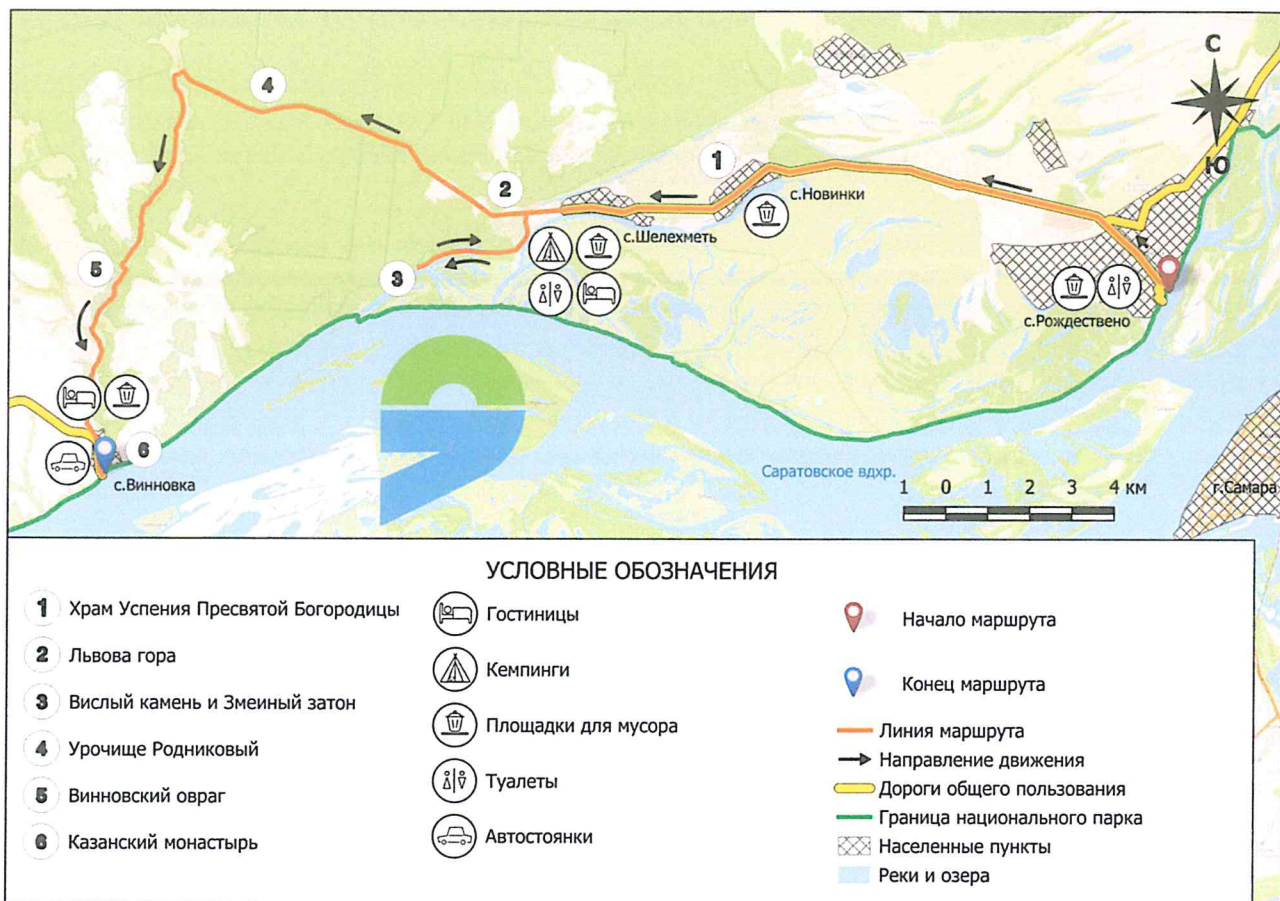 С
Ю
4
1
2
с.Новинки
с.Шелехметь
5
3
с.Рождествено
6
с.Винновка
Саратовское вдхр.
1 0 1 2 3 4 км
г.Самара
УСЛОВНЫЕ ОБОЗНАЧЕНИЯ
1 Храм Успения Пресвятой Богородицы
2 Львова гора
3 Вислый камень и Змеиный затон
4 Урочище Родниковый
5 Винновский овраг
6 Казанский монастырь
Гостиницы
Кемпинги
Площадки для мусора
Туалеты
Автостоянки
Начало маршрута
Конец маршрута
Линия маршрута
Направление движения
Дороги общего пользования
Граница национального парка
Населенные пункты
Реки и озера